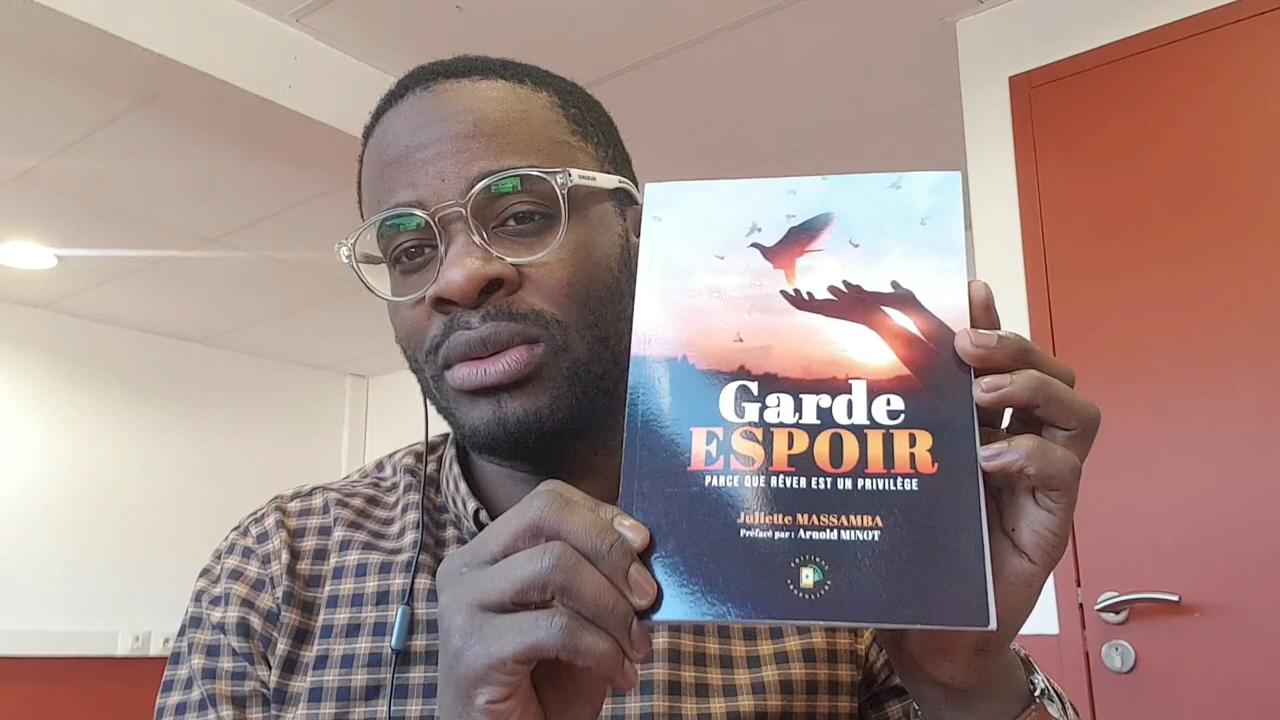 Garde
ESPOIR
PARCE QUE RÊVER EST UN PRIVILÈGE
Juliette MASSAMBA
Préfacé par : Arnold MINOT